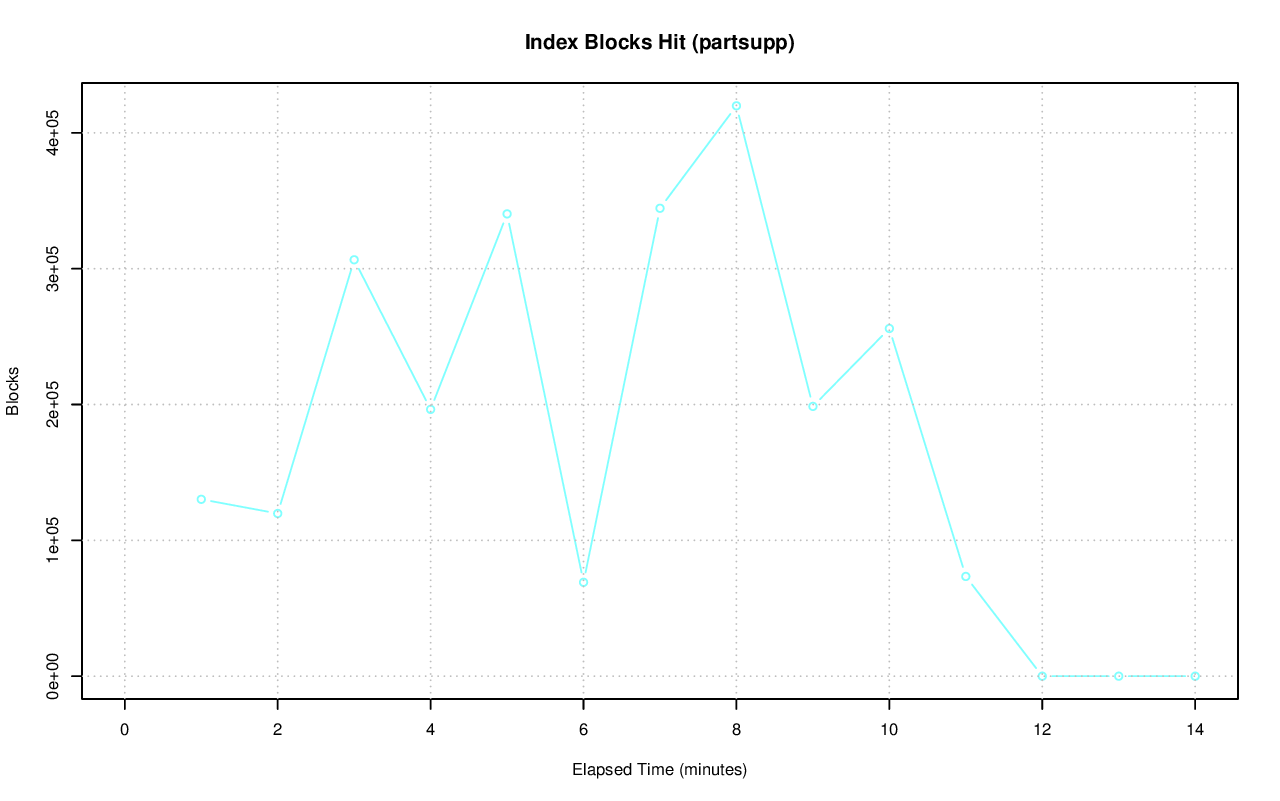 Index Blocks Hit (partsupp)
4e+05
3e+05
2e+05
1e+05
0e+00
Blocks
0 2 4 6 8 10 12 14
Elapsed Time (minutes)